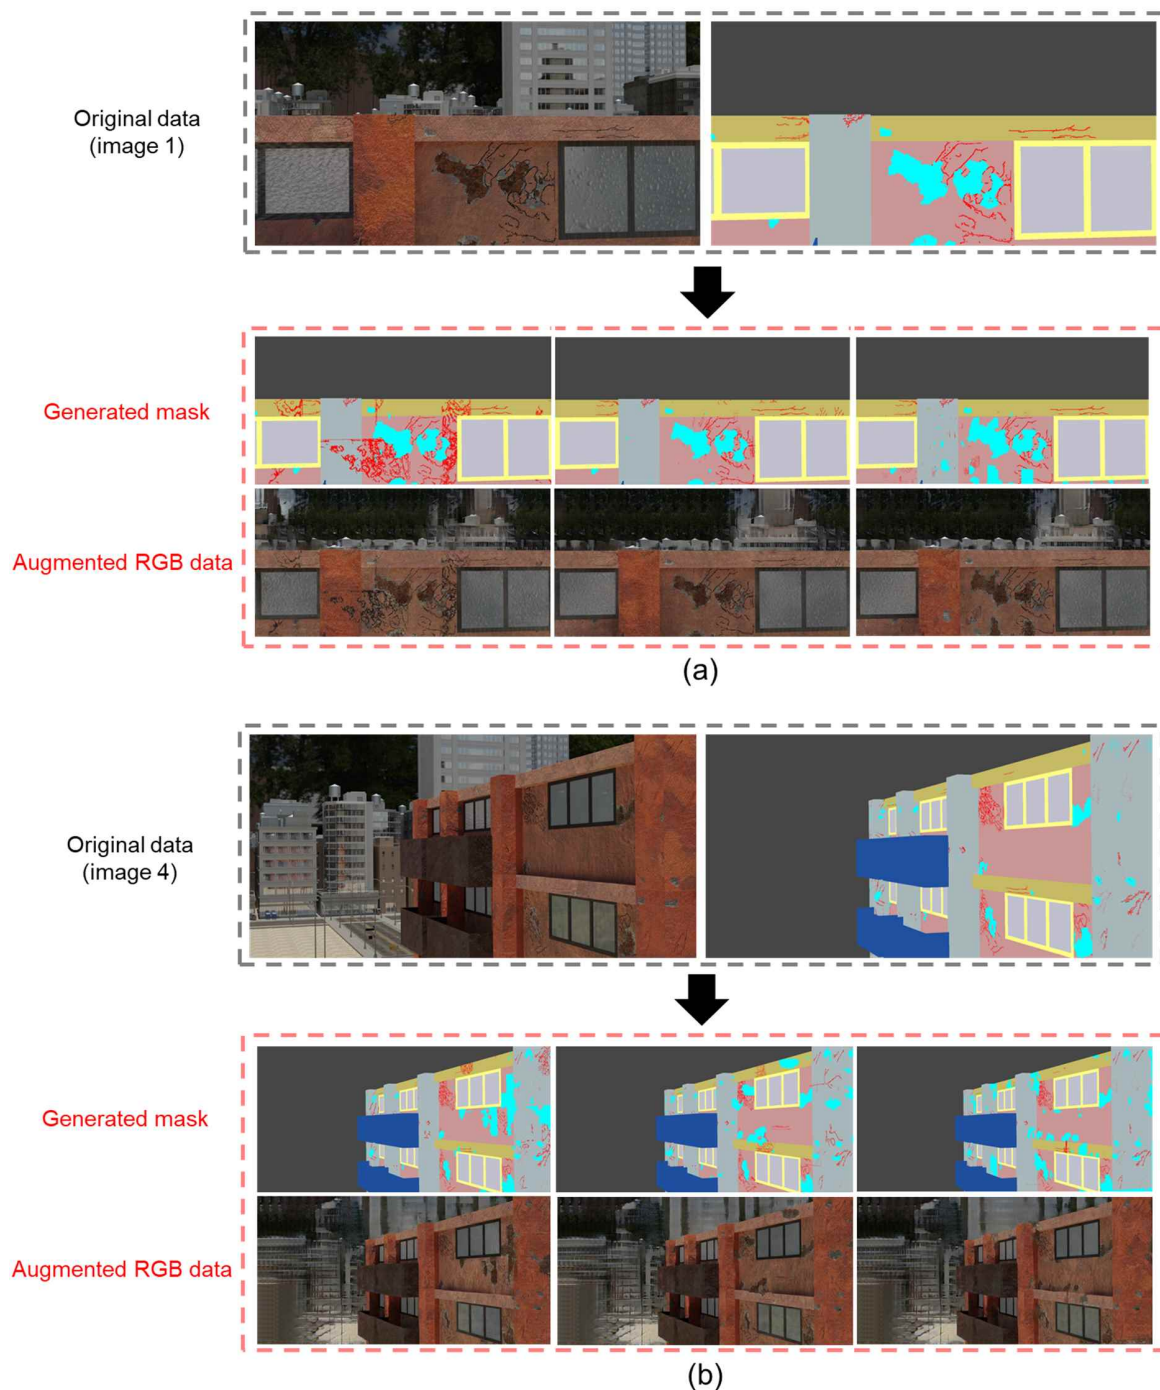 Original data
(image 1)
Generated mask
Augmented RGB data
(a)
Original data
(image 4)
Generated mask
Augmented RGB data
(b)